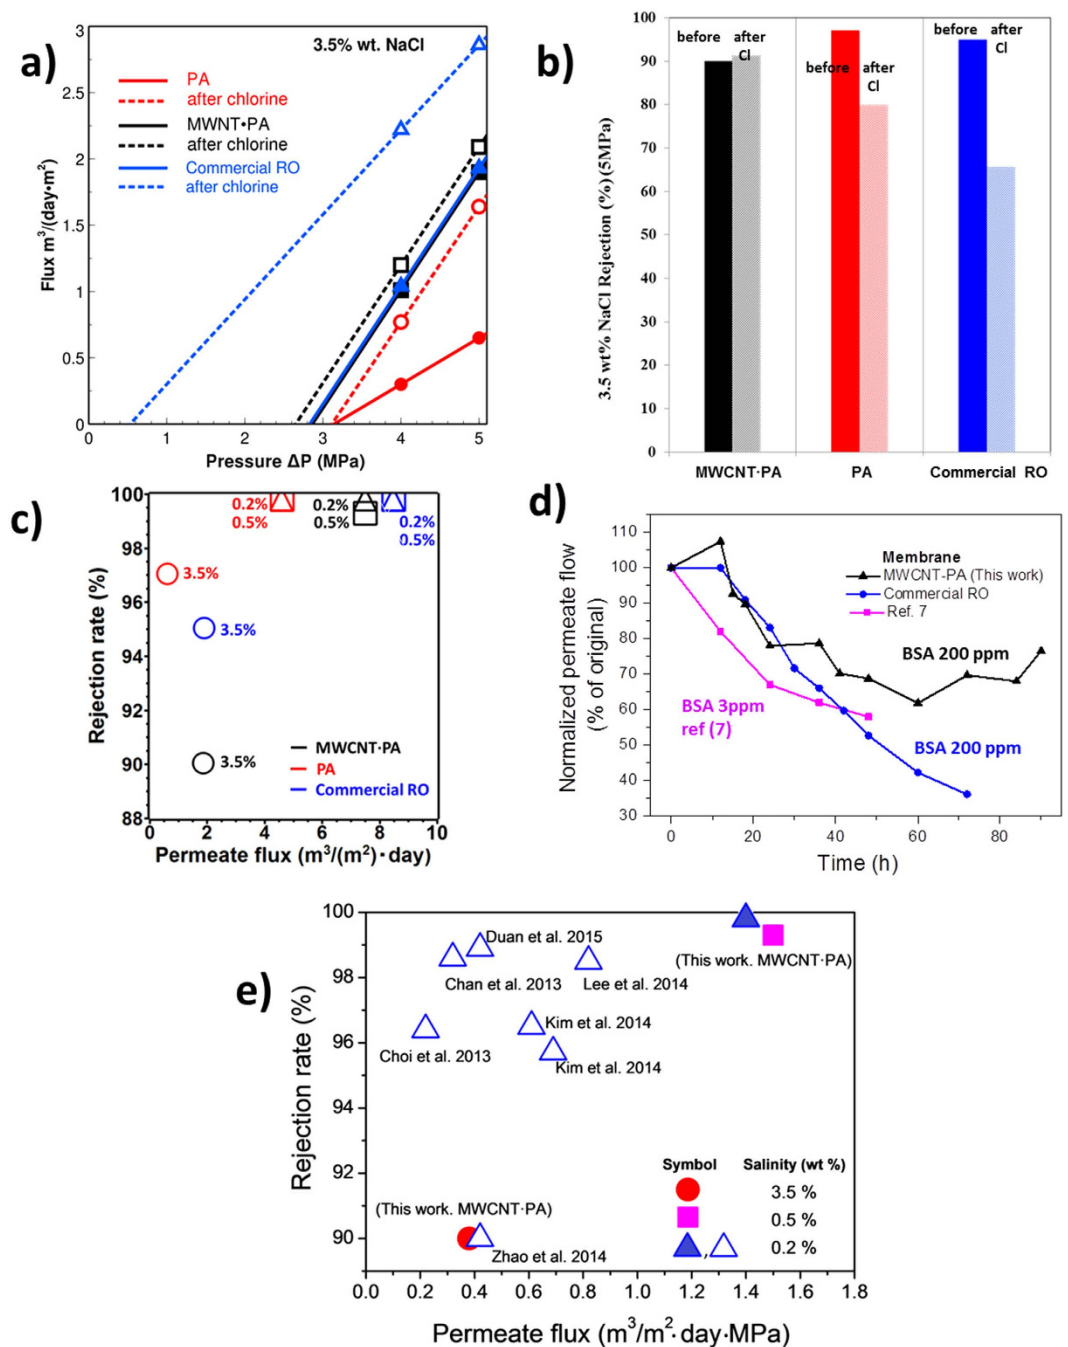 a)
3.5% wt. NaCl
PA
after chlorine
MWNT•PA
after chlorine
Commercial RO
after chlorine
3
2.5
2
1.5
1
0.5
0
Flux m³/(day•m²)
0 1 2 3 4 5
Pressure ΔP (MPa)
b)
3.5 wt% NaCl Rejection (%) (5MPa)
100
90
80
70
60
50
40
30
20
10
0
before after
Cl
before after
Cl
before after
Cl
MWCNT·PA PA Commercial RO
c)
Rejection rate (%)
100
98
96
94
92
90
88
0.2% 0.2% 0.2%
0.5% 0.5% 0.5%
3.5%
3.5%
3.5%
MWCNT·PA
PA
Commercial RO
0 2 4 6 8 10
Permeate flux (m³/(m²)·day)
d)
Normalized permeate flow
(% of original)
110
100
90
80
70
60
50
40
30
Membrane
MWCNT-PA (This work)
Commercial RO
Ref. 7
BSA 200 ppm
BSA 3ppm
ref (7)
BSA 200 ppm
0 20 40 60 80
Time (h)
e)
Rejection rate (%)
100
98
96
94
92
90
Duan et al. 2015
(This work. MWCNT·PA)
Chan et al. 2013
Lee et al. 2014
Kim et al. 2014
Choi et al. 2013
Kim et al. 2014
Symbol Salinity (wt %)
3.5 %
0.5 %
, 0.2 %
(This work. MWCNT·PA)
Zhao et al. 2014
0.0 0.2 0.4 0.6 0.8 1.0 1.2 1.4 1.6 1.8
Permeate flux (m³/m²·day·MPa)